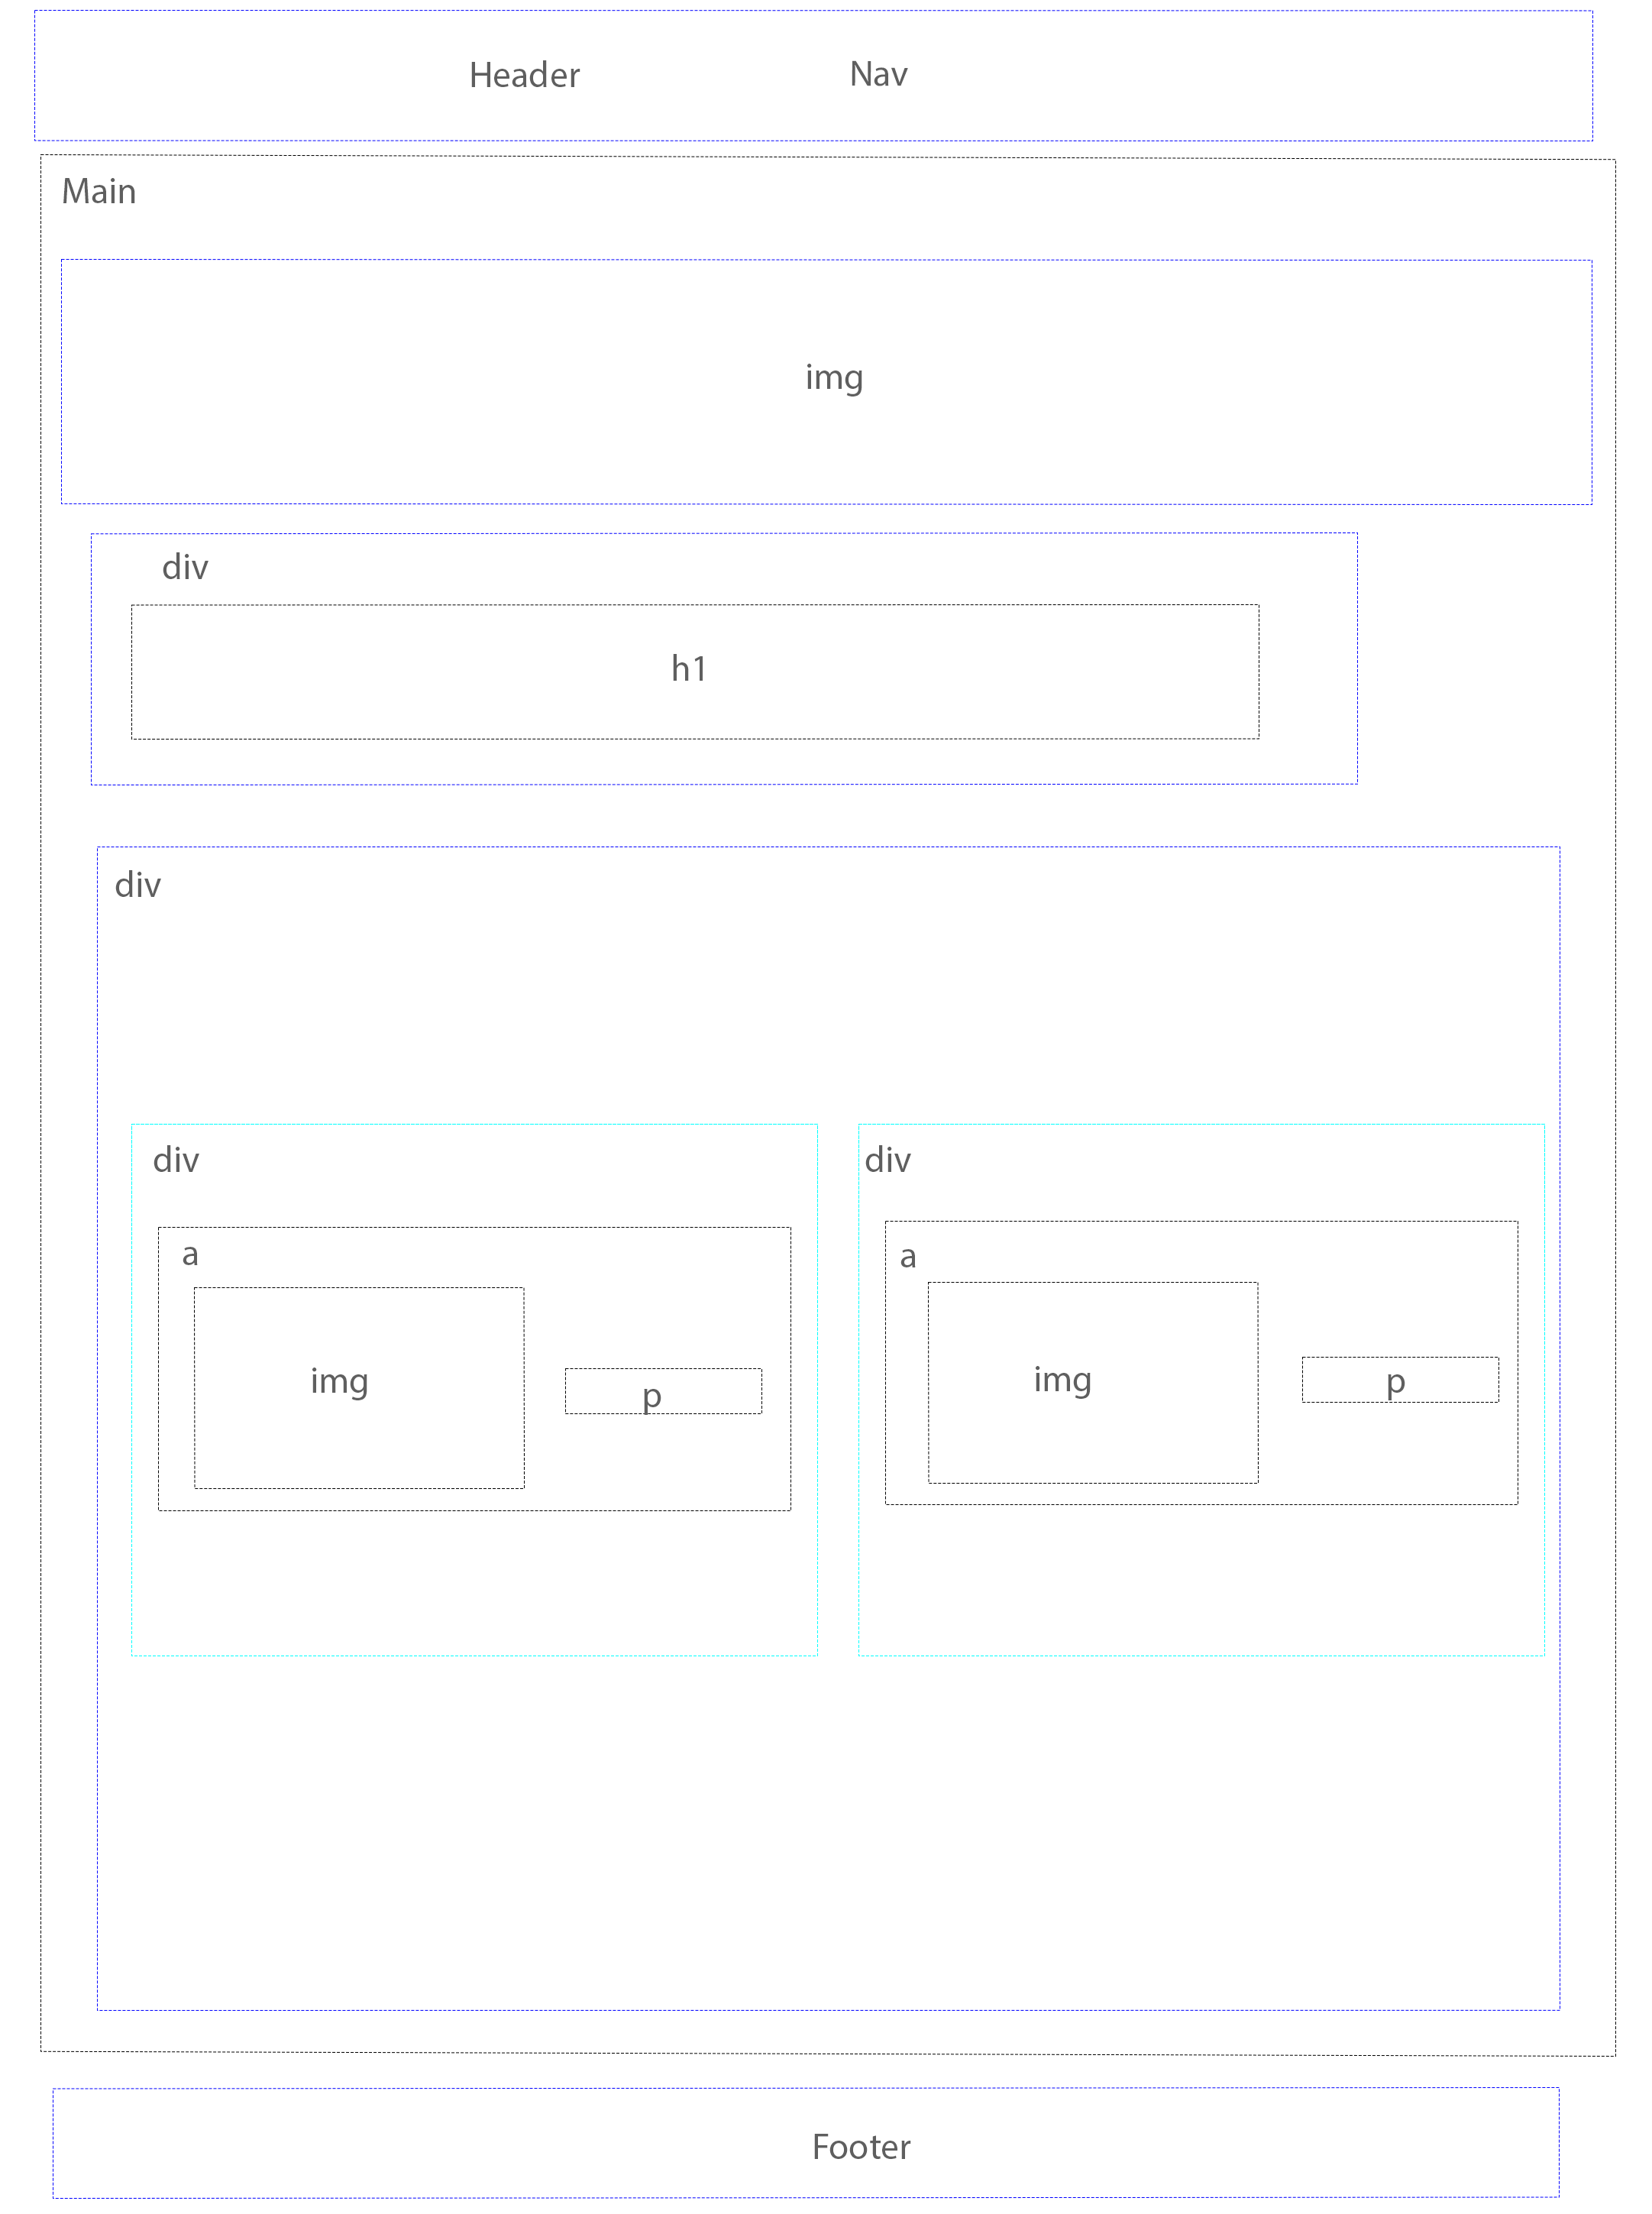 Header Nav
Main
img
div
h1
div
div
a
img
p
div
a
img
p
Footer